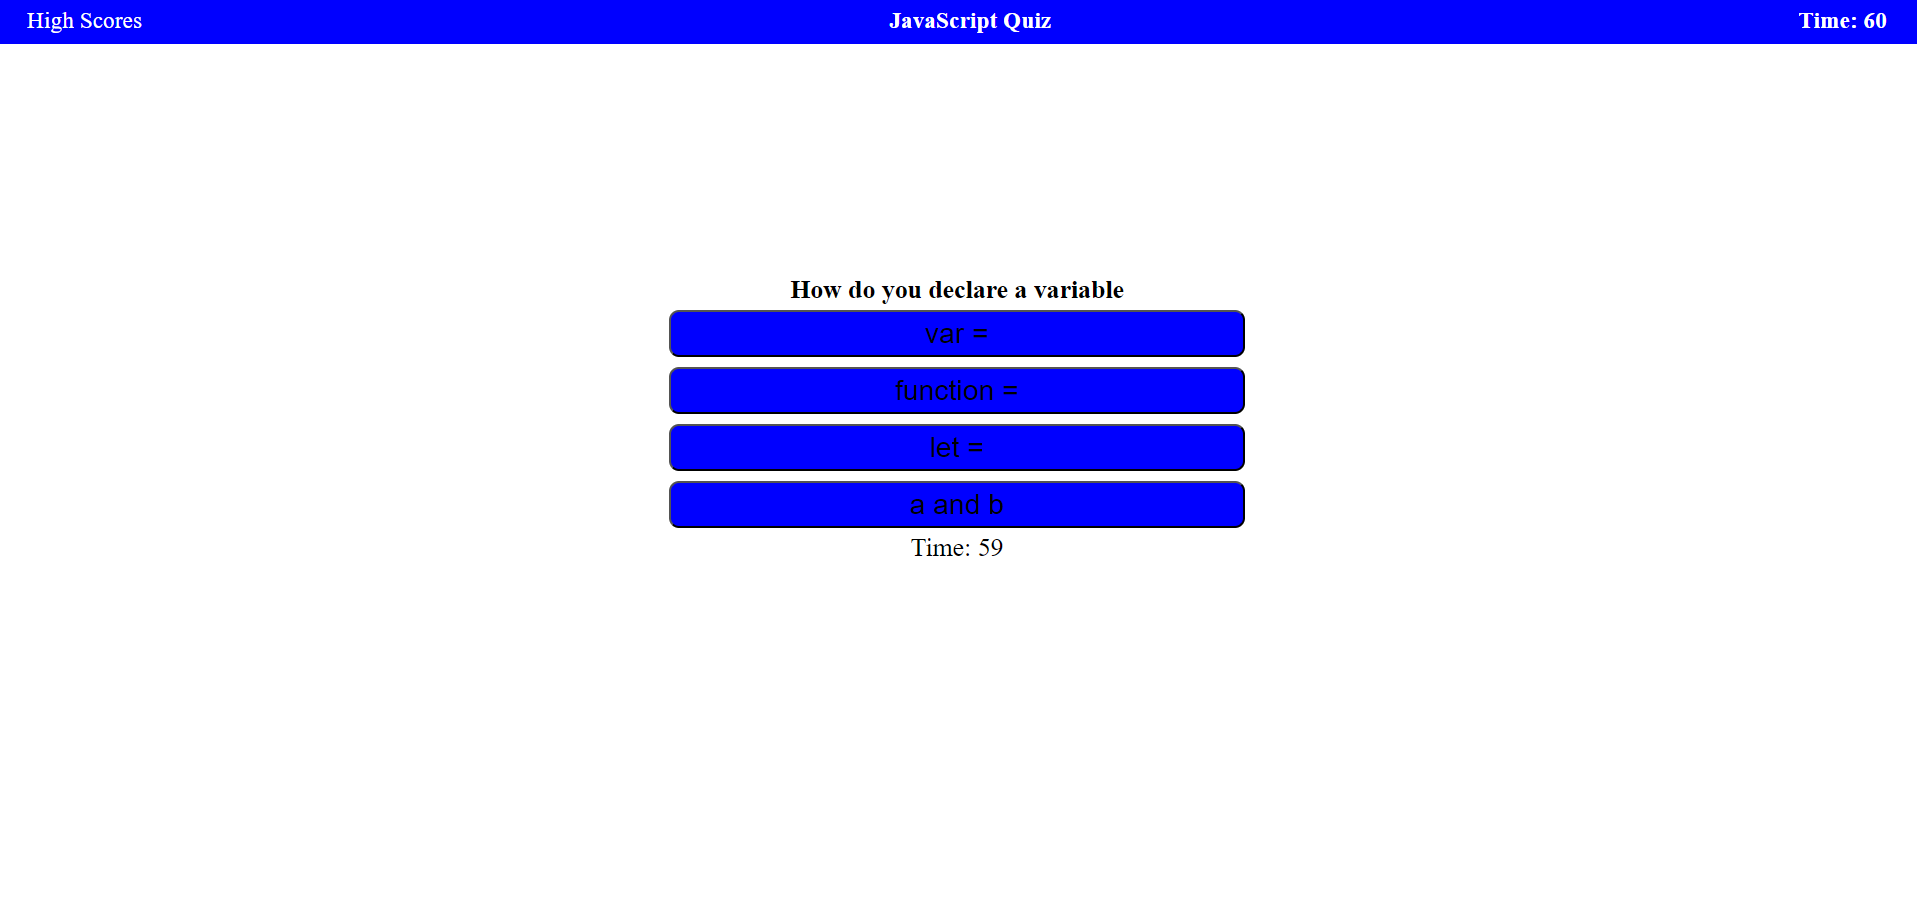 High Scores
JavaScript Quiz
Time: 60
How do you declare a variable
var =
function =
let =
a and b
Time: 59